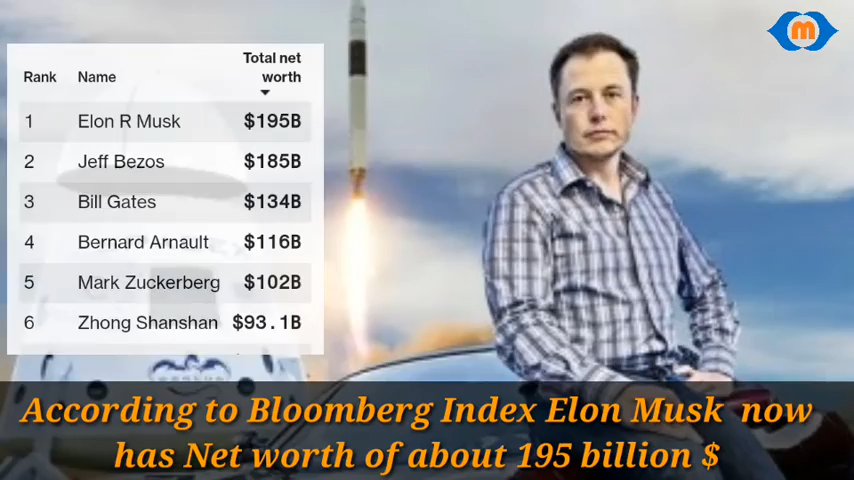 m
Total net
Rank Name worth
1 Elon R Musk $195B
2 Jeff Bezos $185B
3 Bill Gates $134B
4 Bernard Arnault $116B
5 Mark Zuckerberg $102B
6 Zhong Shanshan $93.1B
According to Bloomberg Index Elon Musk now
has Net worth of about 195 billion $